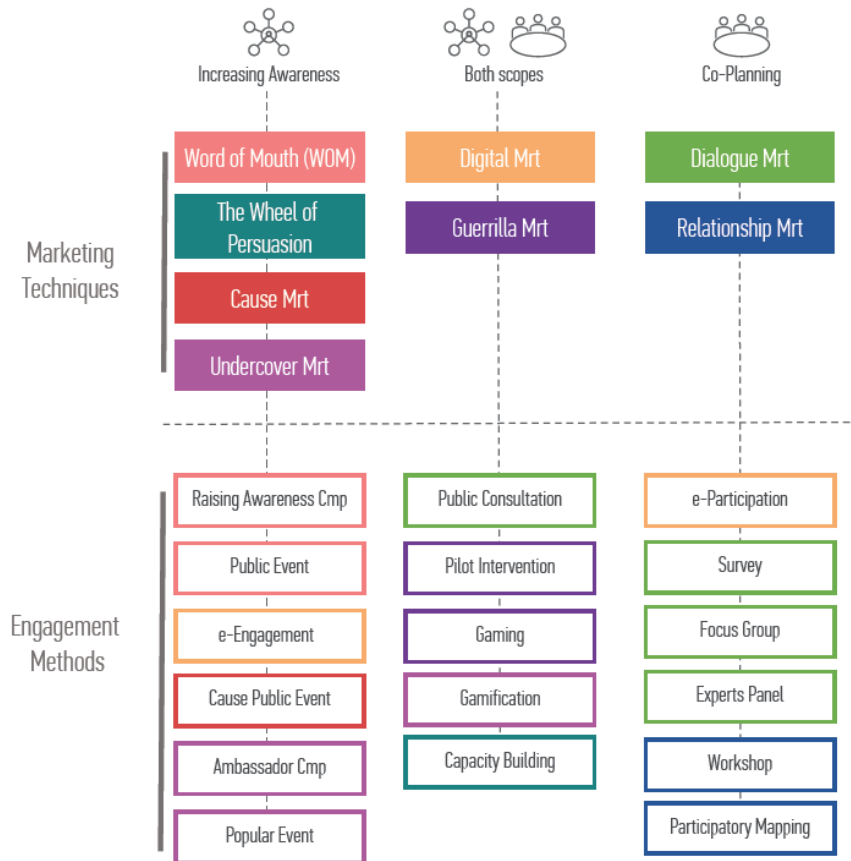 Increasing Awareness
Both scopes
Co-Planning
Marketing
Techniques
Word of Mouth (WOM)
The Wheel of
Persuasion
Cause Mrt
Undercover Mrt
Digital Mrt
Guerrilla Mrt
Dialogue Mrt
Relationship Mrt
Engagement
Methods
Raising Awareness Cmp
Public Event
e-Engagement
Cause Public Event
Ambassador Cmp
Popular Event
Public Consultation
Pilot Intervention
Gaming
Gamification
Capacity Building
e-Participation
Survey
Focus Group
Experts Panel
Workshop
Participatory Mapping